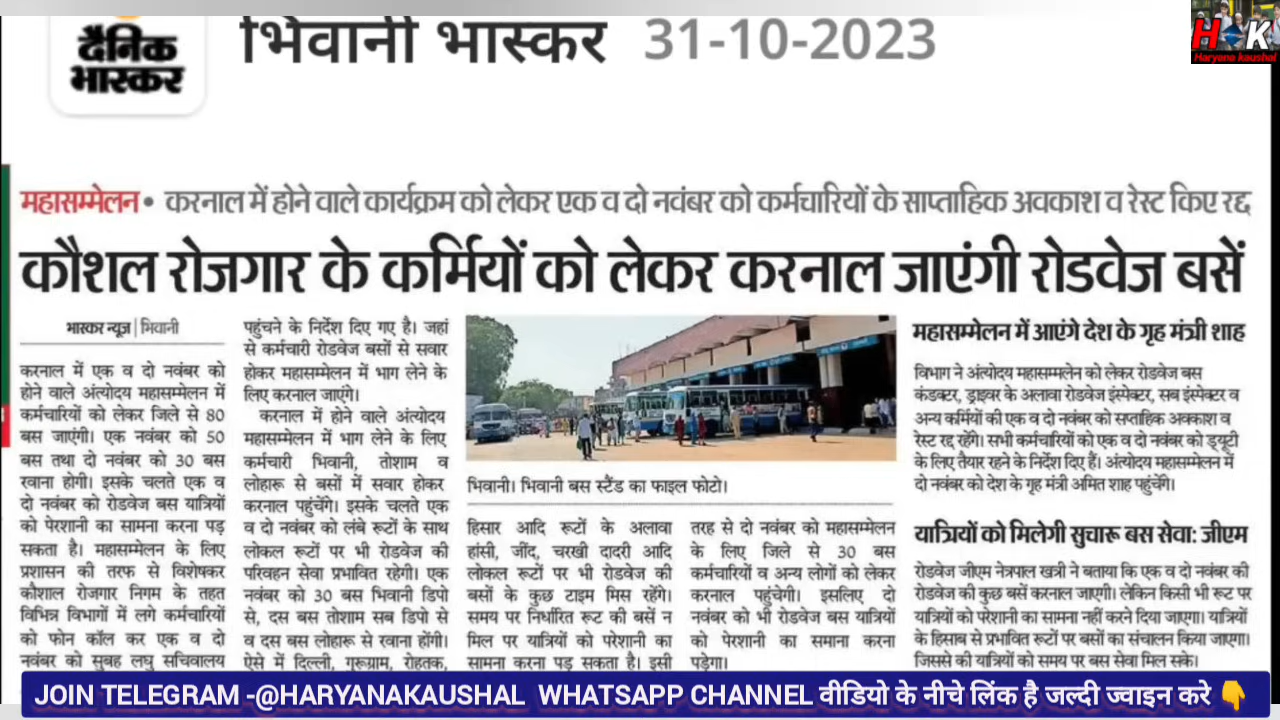 दैनिक
भास्कर
भिवानी भास्कर 31-10-2023
H K
Haryana kaushal
महासम्मेलन • करनाल में होने वाले कार्यक्रम को लेकर एक व दो नवंबर को कर्मचारियों के साप्ताहिक अवकाश व रेस्ट किए रद्द
कौशल रोजगार के कर्मियों को लेकर करनाल जाएंगी रोडवेज बसें
भास्कर न्यूज | भिवानी
करनाल में एक व दो नवंबर को
होने वाले अंत्योदय महासम्मेलन में
कर्मचारियों को लेकर जिले से 80
बस जाएंगी। एक नवंबर को 50
बस तथा दो नवंबर को 30 बस
रवाना होगी। इसके चलते एक व
दो नवंबर को रोडवेज बस यात्रियों
को पेरशानी का सामना करना पड़
सकता है। महासम्मेलन के लिए
प्रशासन की तरफ से विशेषकर
कौशाल रोजगार निगम के तहत
विभिन्न विभागों में लगे कर्मचारियों
को फोन कॉल कर एक व दो
नवंबर को सुबह लघु सचिवालय
पहुंचने के निर्देश दिए गए है। जहां
से कर्मचारी रोडवेज बसों से सवार
होकर महासम्मेलन में भाग लेने के
लिए करनाल जाएंगे।
करनाल में होने वाले अंत्योदय
महासम्मेलन में भाग लेने के लिए
कर्मचारी भिवानी, तोशाम व
लोहारू से बसों में सवार होकर
करनाल पहुंचेंगे। इसके चलते एक
व दो नवंबर को लंबे रूटों के साथ
लोकल रूटों पर भी रोडवेज की
परिवहन सेवा प्रभावित रहेगी। एक
नवंबर को 30 बस भिवानी डिपो
से, दस बस तोशाम सब डिपो से
व दस बस लोहारू से रवाना होंगी।
ऐसे में दिल्ली, गुरूग्राम, रोहतक,
भिवानी। भिवानी बस स्टैंड का फाइल फोटो।
हिसार आदि रूटों के अलावा
हांसी, जींद, चरखी दादरी आदि
लोकल रूटों पर भी रोडवेज की
बसों के कुछ टाइम मिस रहेंगे।
समय पर निर्धारित रूट की बसें न
मिल पर यात्रियों को परेशानी का
सामना करना पड़ सकता है। इसी
तरह से दो नवंबर को महासम्मेलन
के लिए जिले से 30 बस
कर्मचारियों व अन्य लोगों को लेकर
करनाल पहुंचेगी। इसलिए दो
नवंबर को भी रोडवेज बस यात्रियों
को पेरशानी का समाना करना
पड़ेगा।
महासम्मेलन में आएंगे देश के गृह मंत्री शाह
विभाग ने अंत्योदय महासम्मलेन को लेकर रोडवेज बस
कंडक्टर, ड्राइवर के अलावा रोडवेज इंस्पेक्टर, सब इंस्पेक्टर व
अन्य कर्मियों की एक व दो नवंबर को सप्ताहिक अवकाश व
रेस्ट रद्द रहेंगे। सभी कर्मचारियों को एक व दो नवंबर को ड्यूटी
के लिए तैयार रहने के निर्देश दिए हैं। अंत्योदय महासम्मेलन में
दो नवंबर को देश के गृह मंत्री अमित शाह पहुंचेंगे।
यात्रियों को मिलेगी सुचारू बस सेवा: जीएम
रोडवेज जीएम नेत्रपाल खत्री ने बताया कि एक व दो नवंबर की
रोडवेज की कुछ बसें करनाल जाएगी। लेकिन किसी भी रूट पर
यात्रियों को परेशानी का सामना नहीं करने दिया जाएगा। यात्रियों
के हिसाब से प्रभावित रूटों पर बसों का संचालन किया जाएगा।
जिससे की यात्रियों को समय पर बस सेवा मिल सके।
JOIN TELEGRAM -@HARYANAKAUSHAL WHATSAPP CHANNEL वीडियो के नीचे लिंक है जल्दी ज्वाइन करे 👇